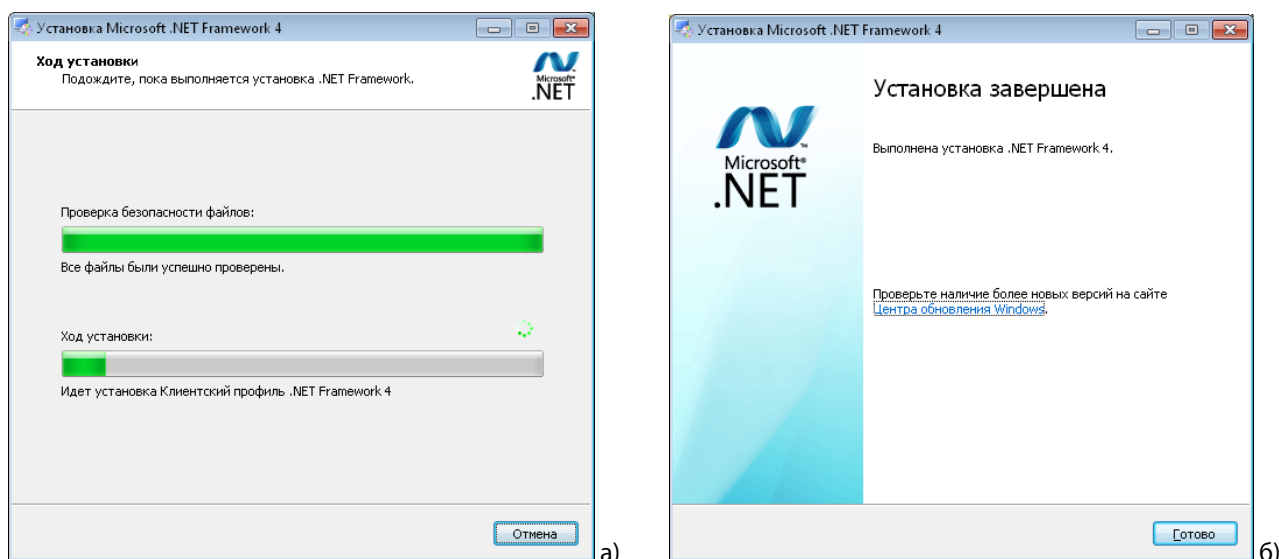 Установка Microsoft .NET Framework 4
Ход установки
Подождите, пока выполняется установка .NET Framework.
Microsoft®
.NET
Проверка безопасности файлов:
Все файлы были успешно проверены.
Ход установки:
Идет установка Клиентский профиль .NET Framework 4
Отмена
а)
Установка Microsoft .NET Framework 4
Microsoft®
.NET
Установка завершена
Выполнена установка .NET Framework 4.
Проверьте наличие более новых версий на сайте
Центра обновления Windows.
Готово
б)